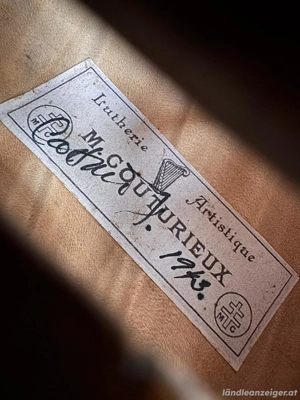 Lutherie Artistique
M. COUTURIEUX
M C
1943.
M C
ländleanzeiger.at